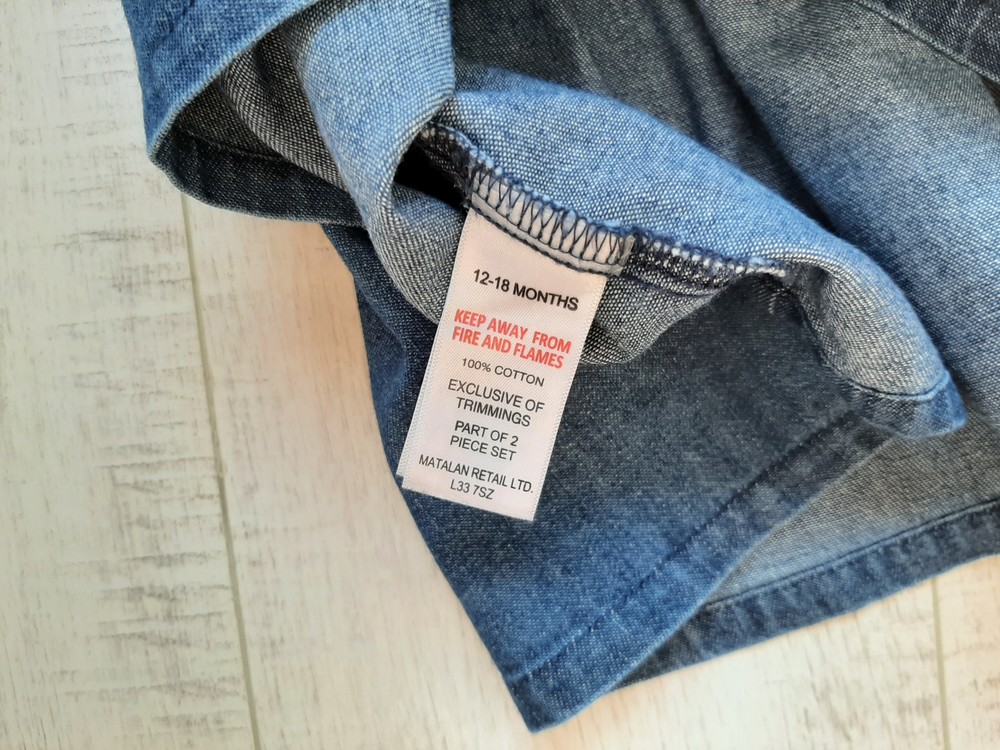 12-18 MONTHS
KEEP AWAY FROM
FIRE AND FLAMES
100% COTTON
EXCLUSIVE OF
TRIMMINGS
PART OF 2
PIECE SET
MATALAN RETAIL LTD.
L33 7SZ